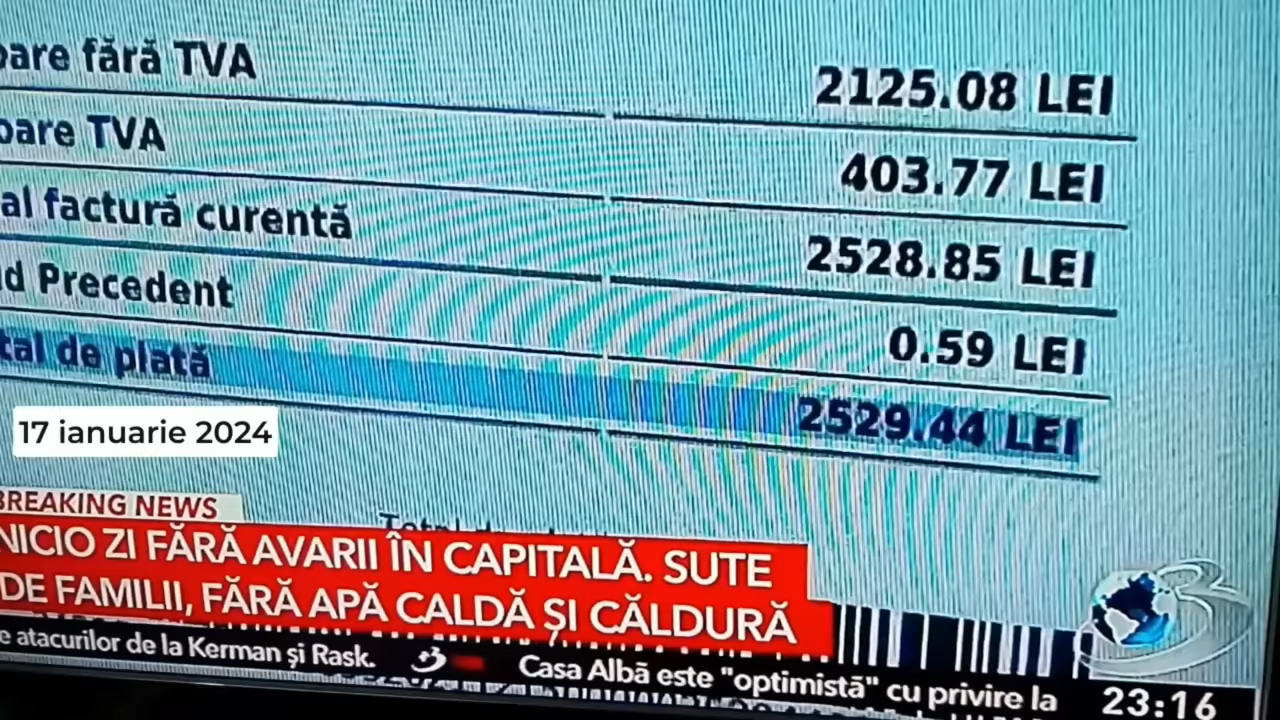 oare fără TVA 2125.08 LEI
oare TVA 403.77 LEI
al factură curentă 2528.85 LEI
d Precedent 0.59 LEI
tal de plată 2529.44 LEI
17 ianuarie 2024
BREAKING NEWS
NICIO ZI FĂRĂ AVARII ÎN CAPITALĂ. SUTE
DE FAMILII, FĂRĂ APĂ CALDĂ ȘI CĂLDURĂ
e atacurilor de la Kerman și Rask. Casa Albă este "optimistă" cu privire la 23:16